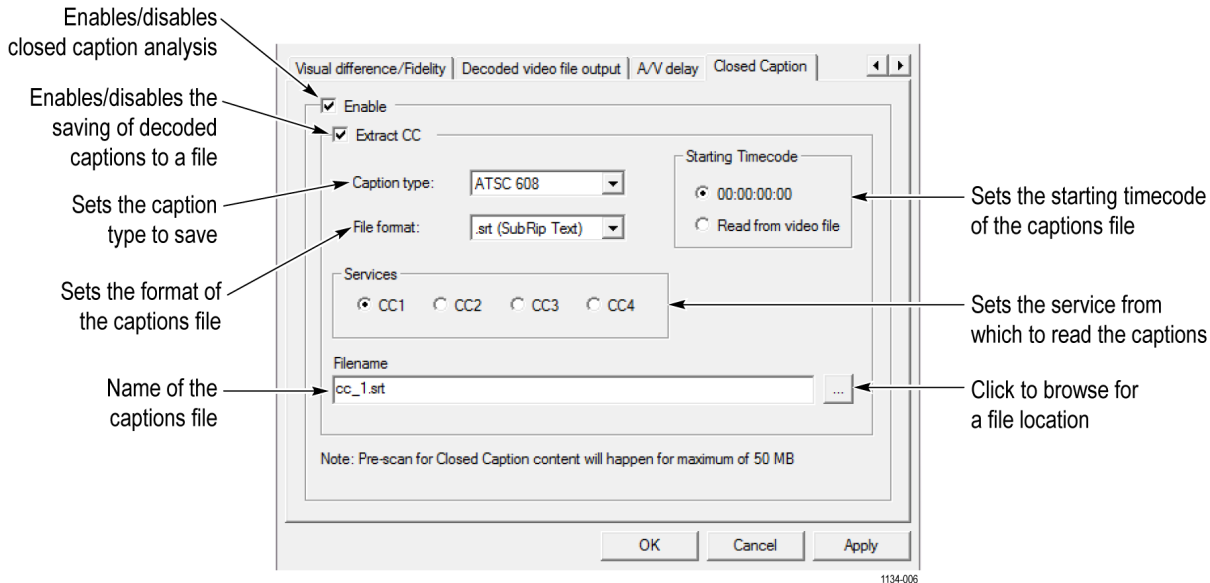 Enables/disables
closed caption analysis
Enables/disables the
saving of decoded
captions to a file
Sets the caption
type to save
Sets the format of
the captions file
Name of the
captions file
Visual difference/Fidelity
Decoded video file output
A/V delay
Closed Caption
Enable
Extract CC
Caption type:
ATSC 608
File format:
.srt (SubRip Text)
Starting Timecode
00:00:00:00
Read from video file
Services
CC1
CC2
CC3
CC4
Filename
cc_1.srt
...
Note: Pre-scan for Closed Caption content will happen for maximum of 50 MB
OK
Cancel
Apply
Sets the starting timecode
of the captions file
Sets the service from
which to read the captions
Click to browse for
a file location
1134-006